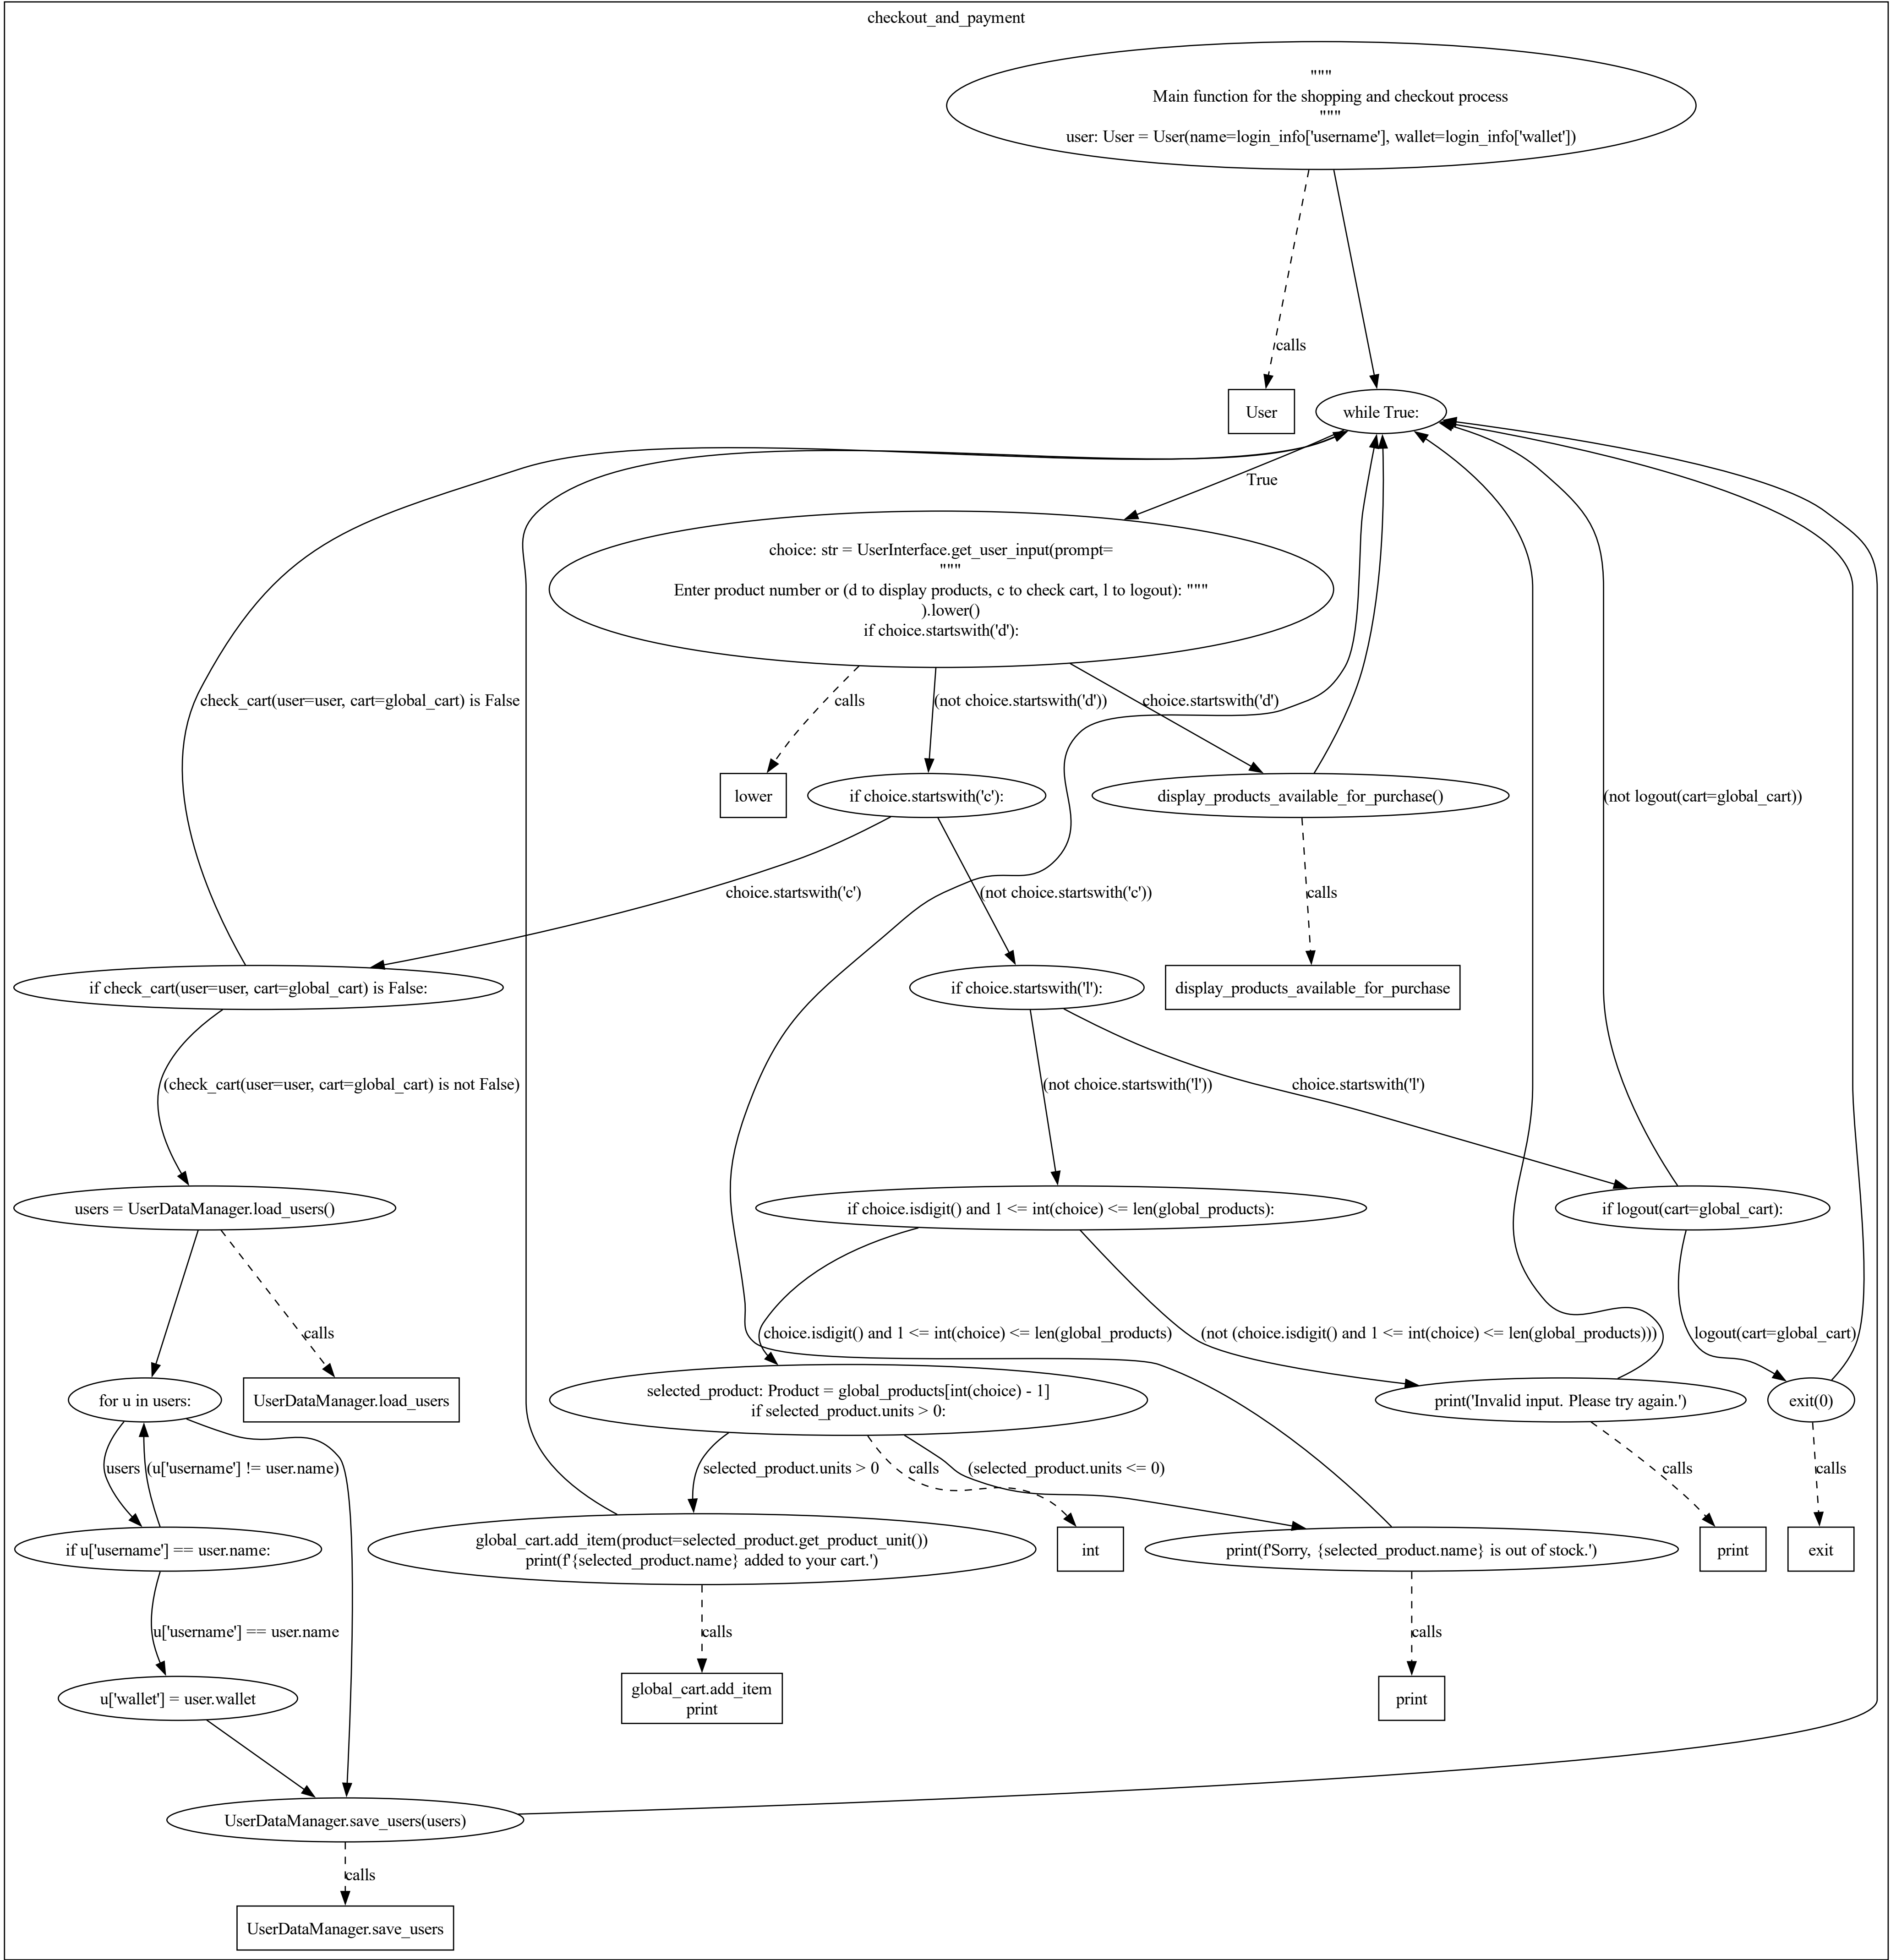 checkout_and_payment
"""
Main function for the shopping and checkout process
"""
user: User = User(name=login_info['username'], wallet=login_info['wallet'])
calls
User
while True:
True
choice: str = UserInterface.get_user_input(prompt=
"""
Enter product number or (d to display products, c to check cart, l to logout): """
).lower()
if choice.startswith('d'):
check_cart(user=user, cart=global_cart) is False
calls
(not choice.startswith('d'))
choice.startswith('d')
lower
if choice.startswith('c'):
display_products_available_for_purchase()
(not logout(cart=global_cart))
choice.startswith('c')
(not choice.startswith('c'))
calls
if check_cart(user=user, cart=global_cart) is False:
if choice.startswith('l'):
display_products_available_for_purchase
(check_cart(user=user, cart=global_cart) is not False)
(not choice.startswith('l'))
choice.startswith('l')
users = UserDataManager.load_users()
if choice.isdigit() and 1 <= int(choice) <= len(global_products):
if logout(cart=global_cart):
calls
choice.isdigit() and 1 <= int(choice) <= len(global_products)
(not (choice.isdigit() and 1 <= int(choice) <= len(global_products)))
logout(cart=global_cart)
for u in users:
UserDataManager.load_users
selected_product: Product = global_products[int(choice) - 1]
if selected_product.units > 0:
print('Invalid input. Please try again.')
exit(0)
users
(u['username'] != user.name)
selected_product.units > 0
calls
(selected_product.units <= 0)
calls
calls
if u['username'] == user.name:
global_cart.add_item(product=selected_product.get_product_unit())
print(f'{selected_product.name} added to your cart.')
int
print(f'Sorry, {selected_product.name} is out of stock.')
print
exit
u['username'] == user.name
calls
calls
u['wallet'] = user.wallet
global_cart.add_item
print
print
UserDataManager.save_users(users)
calls
UserDataManager.save_users